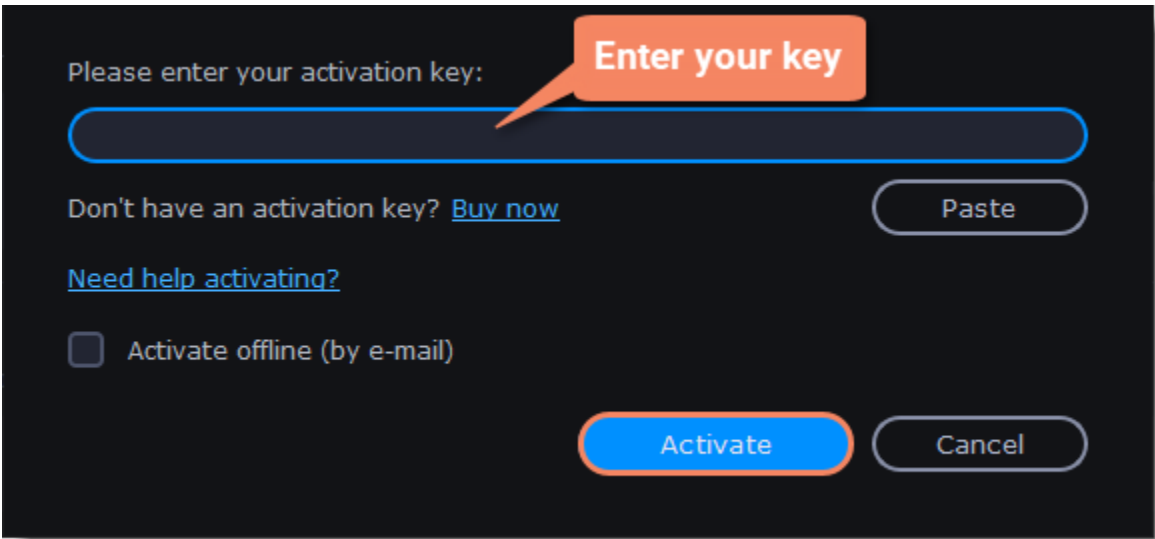 Enter your key
Please enter your activation key:
Don't have an activation key? Buy now
Paste
Need help activating?
Activate offline (by e-mail)
Activate
Cancel